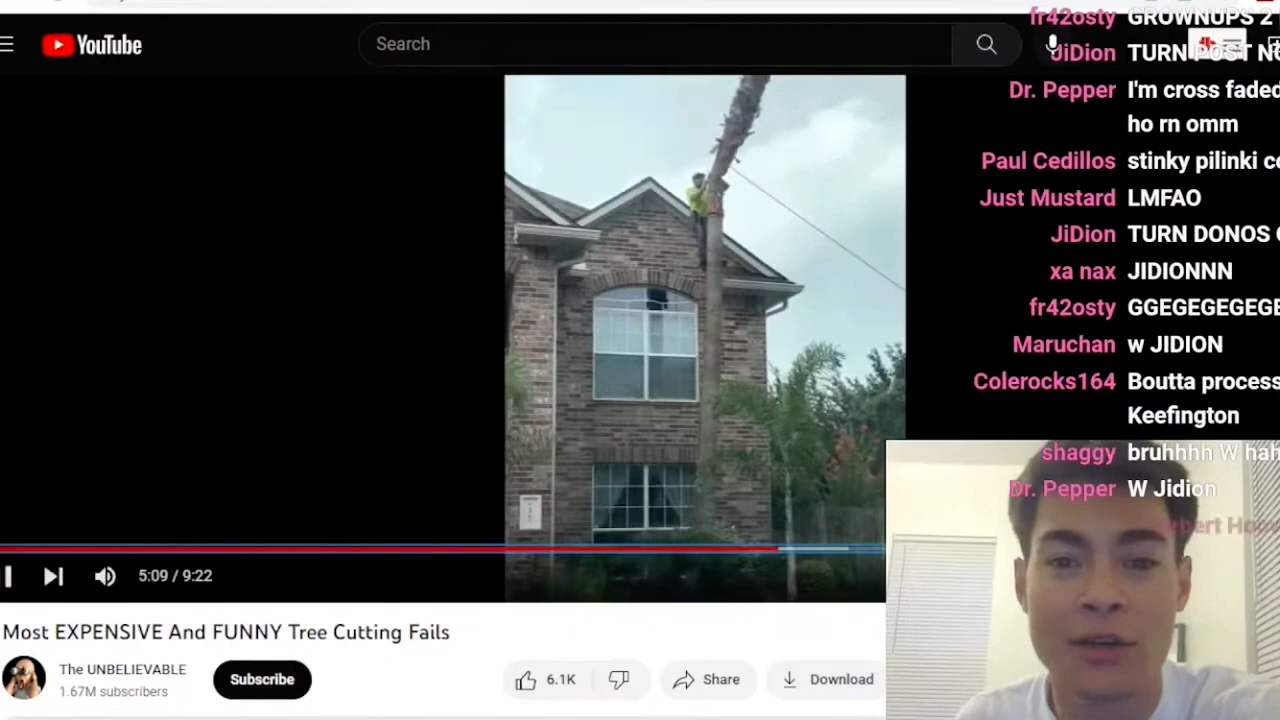 YouTube
Search
fr42osty GROWNUPS 2
JiDion TURN POST NO
Dr. Pepper I'm cross faded
ho rn omm
Paul Cedillos stinky pilinki
Just Mustard LMFAO
JiDion TURN DONOS
xa nax JIDIONNN
fr42osty GGEGEGEGEGE
Maruchan w JIDION
Colerocks164 Boutta process
Keefington
shaggy bruhhhh W hah
Dr. Pepper W Jidion
5:09 / 9:22
Most EXPENSIVE And FUNNY Tree Cutting Fails
The UNBELIEVABLE
1.67M subscribers
Subscribe
6.1K
Share
Download